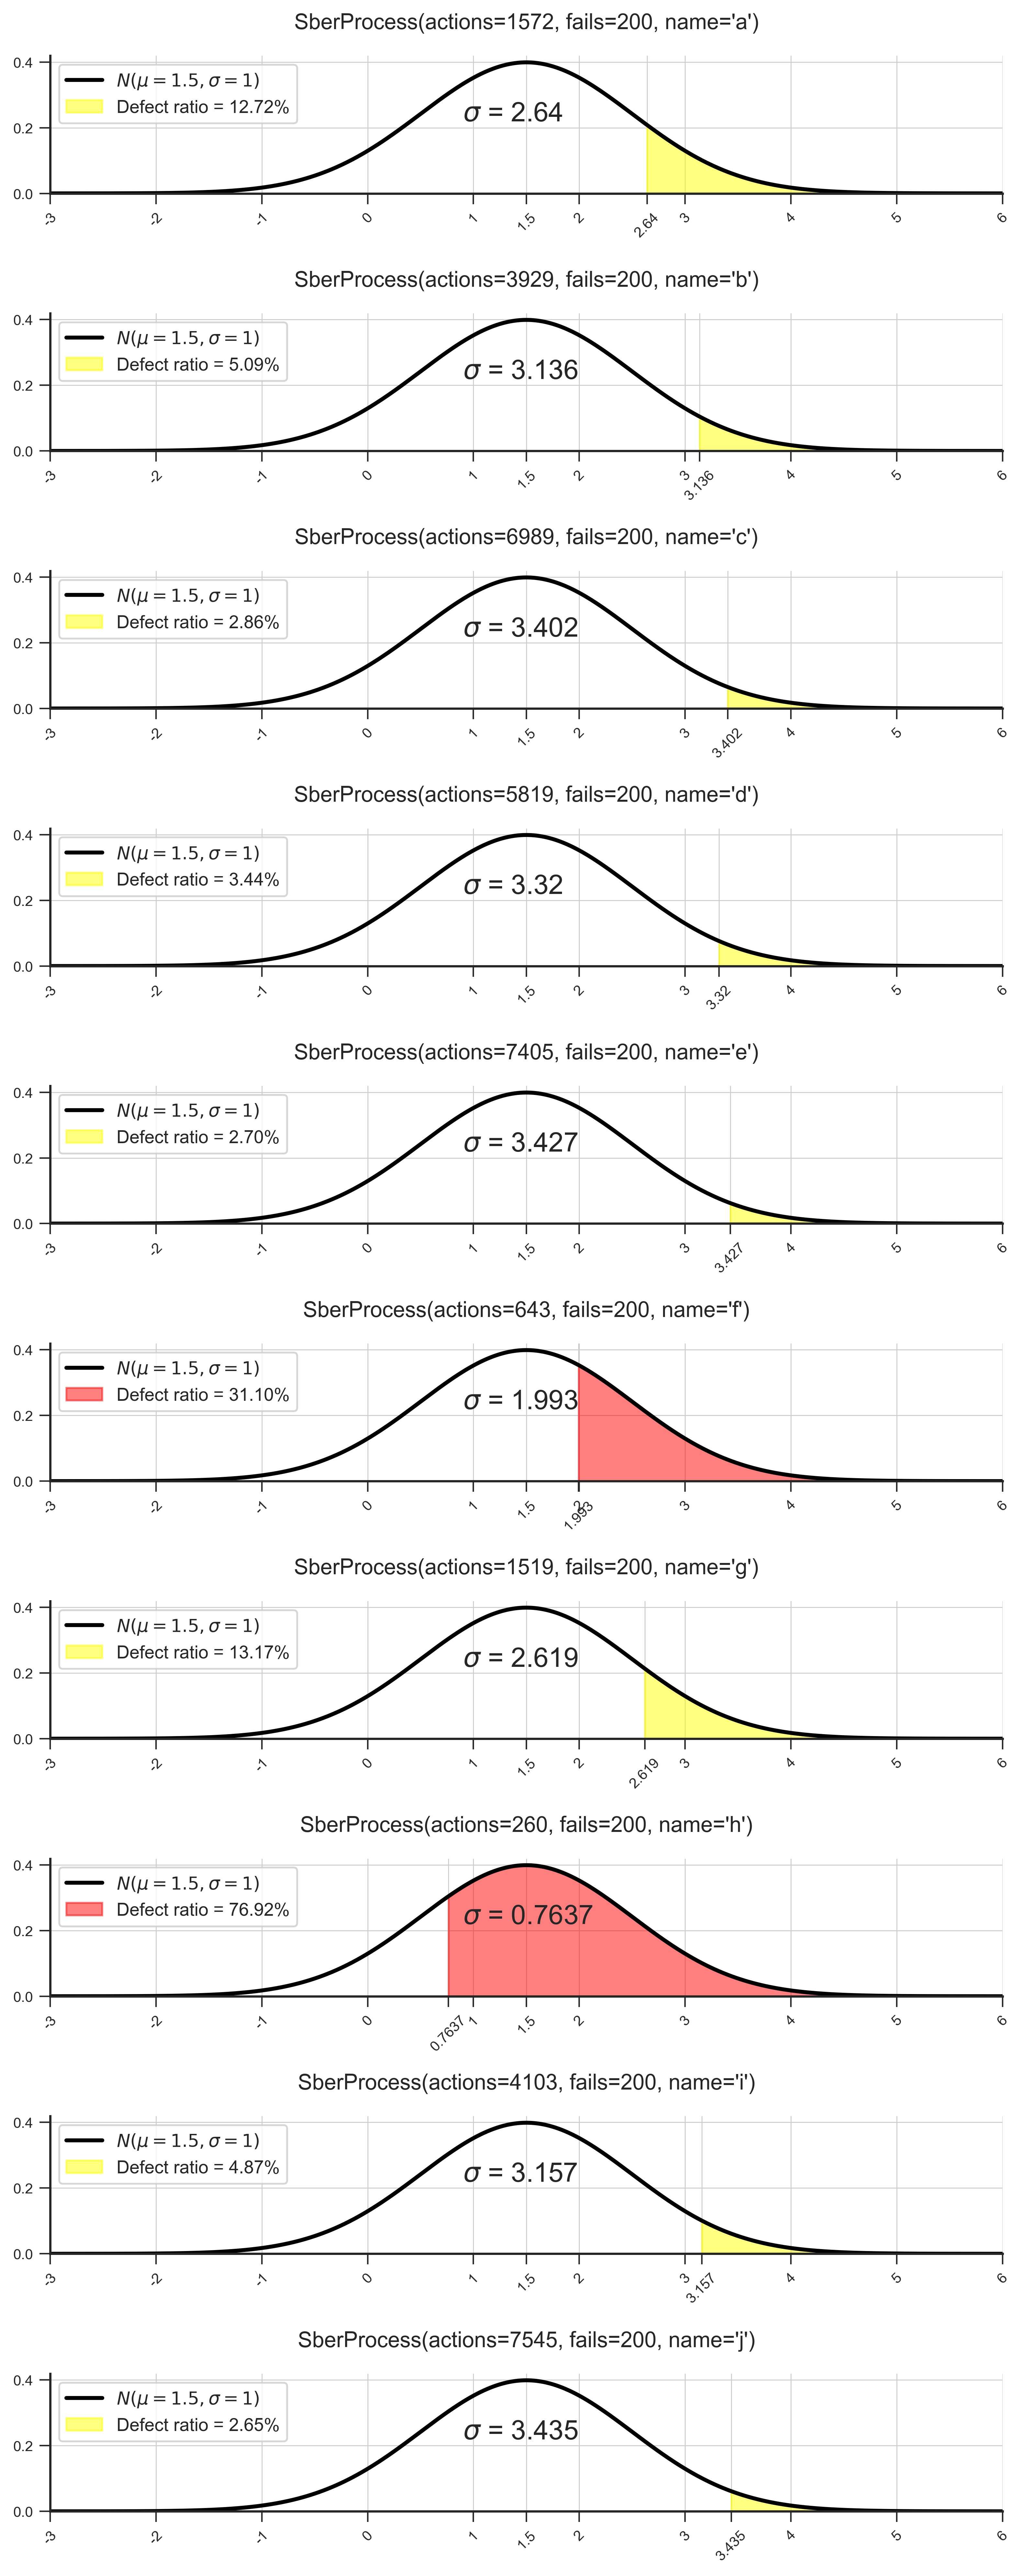 SberProcess(actions=1572, fails=200, name='a')
0.4
N(μ = 1.5, σ = 1)
Defect ratio = 12.72%
σ = 2.64
0.2
0.0
-3 -2 -1 0 1 1.5 2 2.64 3 4 5 6
SberProcess(actions=3929, fails=200, name='b')
0.4
N(μ = 1.5, σ = 1)
Defect ratio = 5.09%
σ = 3.136
0.2
0.0
-3 -2 -1 0 1 1.5 2 3 3.136 4 5 6
SberProcess(actions=6989, fails=200, name='c')
0.4
N(μ = 1.5, σ = 1)
Defect ratio = 2.86%
σ = 3.402
0.2
0.0
-3 -2 -1 0 1 1.5 2 3 3.402 4 5 6
SberProcess(actions=5819, fails=200, name='d')
0.4
N(μ = 1.5, σ = 1)
Defect ratio = 3.44%
σ = 3.32
0.2
0.0
-3 -2 -1 0 1 1.5 2 3 3.32 4 5 6
SberProcess(actions=7405, fails=200, name='e')
0.4
N(μ = 1.5, σ = 1)
Defect ratio = 2.70%
σ = 3.427
0.2
0.0
-3 -2 -1 0 1 1.5 2 3 3.427 4 5 6
SberProcess(actions=643, fails=200, name='f')
0.4
N(μ = 1.5, σ = 1)
Defect ratio = 31.10%
σ = 1.993
0.2
0.0
-3 -2 -1 0 1 1.5 1.993 2 3 4 5 6
SberProcess(actions=1519, fails=200, name='g')
0.4
N(μ = 1.5, σ = 1)
Defect ratio = 13.17%
σ = 2.619
0.2
0.0
-3 -2 -1 0 1 1.5 2 2.619 3 4 5 6
SberProcess(actions=260, fails=200, name='h')
0.4
N(μ = 1.5, σ = 1)
Defect ratio = 76.92%
σ = 0.7637
0.2
0.0
-3 -2 -1 0 0.7637 1 1.5 2 3 4 5 6
SberProcess(actions=4103, fails=200, name='i')
0.4
N(μ = 1.5, σ = 1)
Defect ratio = 4.87%
σ = 3.157
0.2
0.0
-3 -2 -1 0 1 1.5 2 3 3.157 4 5 6
SberProcess(actions=7545, fails=200, name='j')
0.4
N(μ = 1.5, σ = 1)
Defect ratio = 2.65%
σ = 3.435
0.2
0.0
-3 -2 -1 0 1 1.5 2 3 3.435 4 5 6